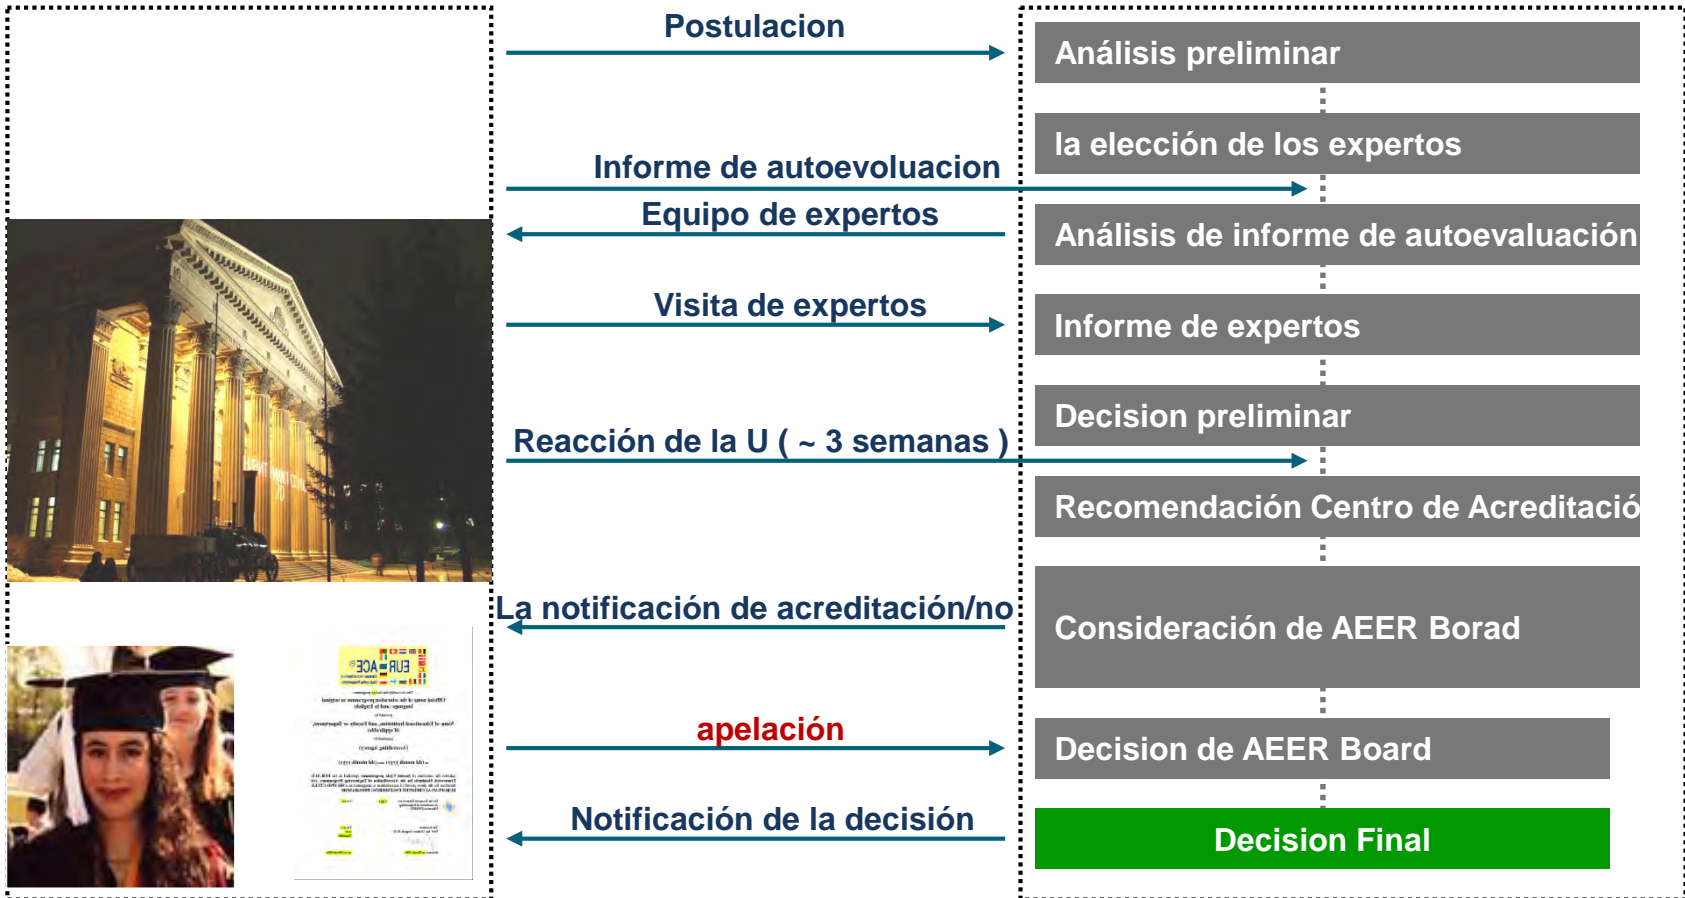 Postulacion
Análisis preliminar
la elección de los expertos
Informe de autoevoluacion
Equipo de expertos
Análisis de informe de autoevaluación
Visita de expertos
Informe de expertos
Decision preliminar
Reacción de la U ( ~ 3 semanas )
Recomendación Centro de Acreditació
La notificación de acreditación/no
Consideración de AEER Borad
EUR ACE®
apelación
Decision de AEER Board
Notificación de la decisión
Decision Final